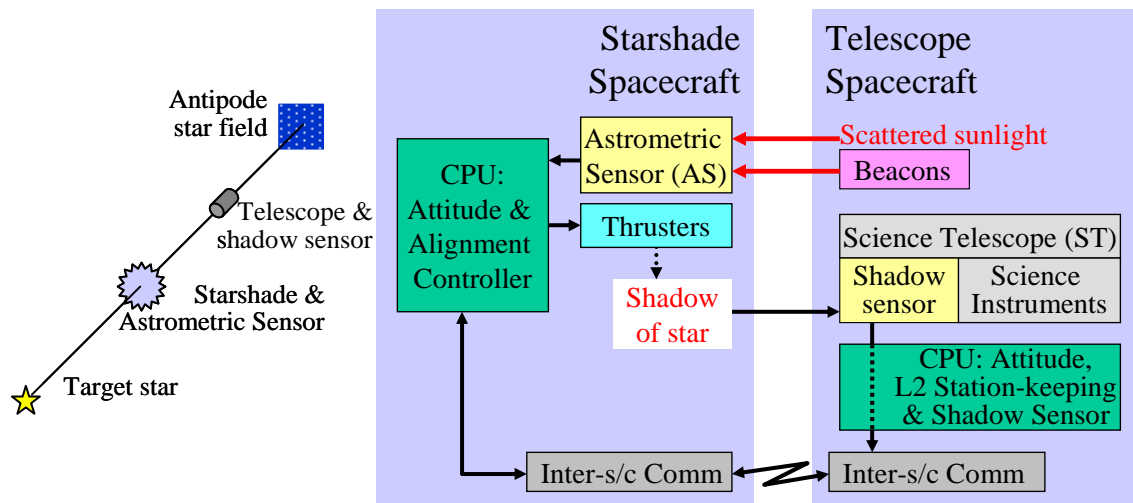 Antipode
star field
Telescope &
shadow sensor
Starshade &
Astrometric Sensor
Target star
Starshade
Spacecraft
Astrometric
Sensor (AS)
CPU:
Attitude &
Alignment
Controller
Thrusters
Shadow
of star
Inter-s/c Comm
Telescope
Spacecraft
Scattered sunlight
Beacons
Science Telescope (ST)
Shadow
sensor
Science
Instruments
CPU: Attitude,
L2 Station-keeping
& Shadow Sensor
Inter-s/c Comm